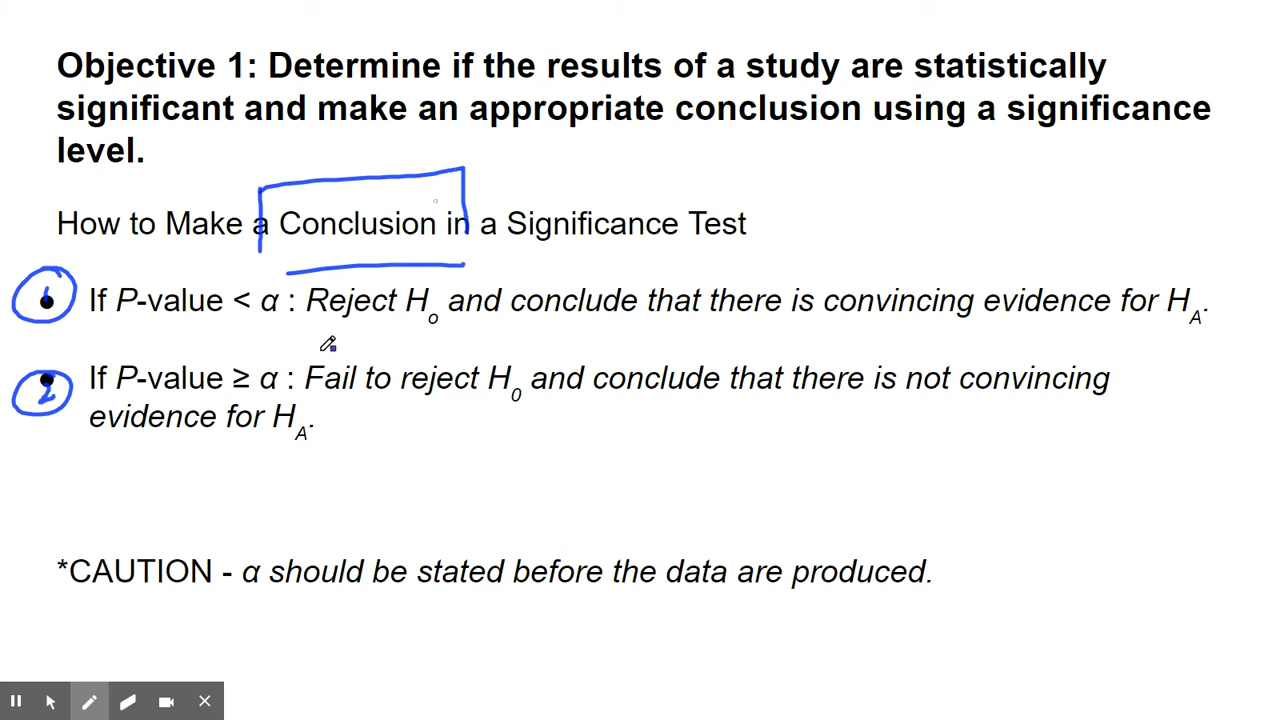 Objective 1: Determine if the results of a study are statistically
significant and make an appropriate conclusion using a significance
level.
How to Make a Conclusion in a Significance Test
1 If P-value < α : Reject Ho and conclude that there is convincing evidence for HA.
2 If P-value ≥ α : Fail to reject H0 and conclude that there is not convincing
evidence for HA.
*CAUTION - α should be stated before the data are produced.